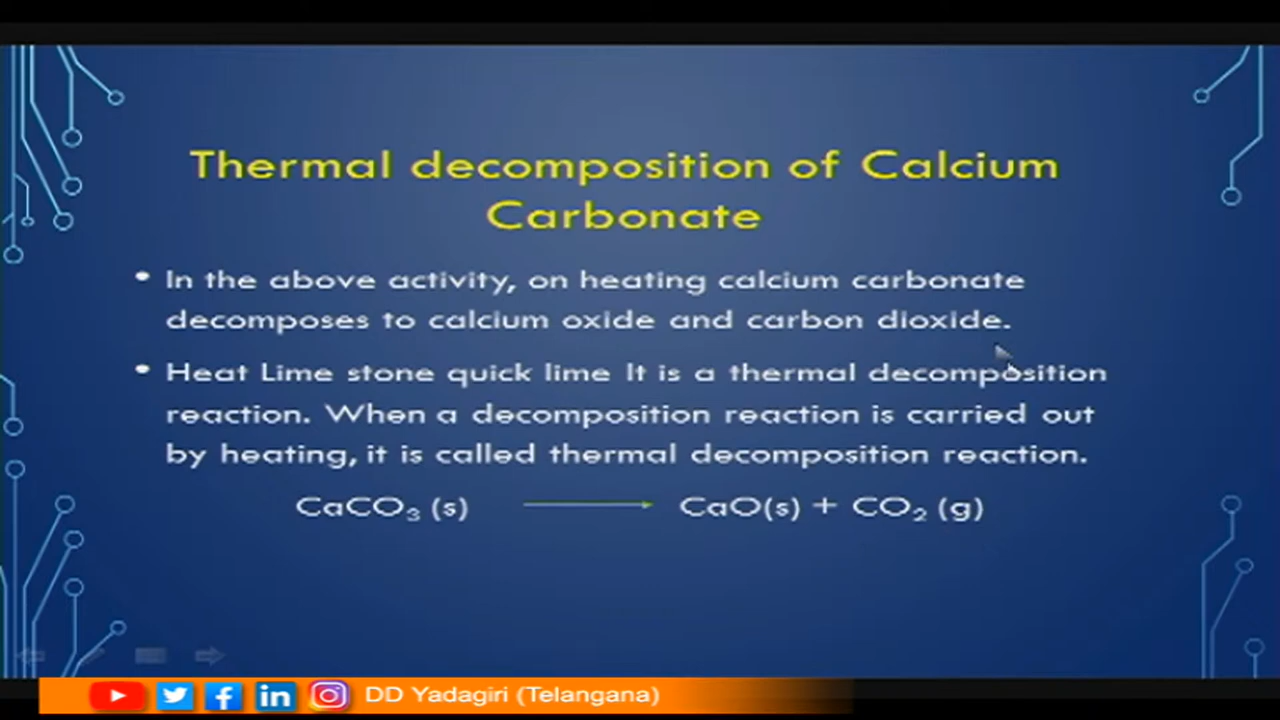 Thermal decomposition of Calcium
Carbonate
• In the above activity, on heating calcium carbonate
decomposes to calcium oxide and carbon dioxide.
• Heat Lime stone quick lime It is a thermal decomposition
reaction. When a decomposition reaction is carried out
by heating, it is called thermal decomposition reaction.
CaCO₃ (s) → CaO(s) + CO₂ (g)
DD Yadagiri (Telangana)